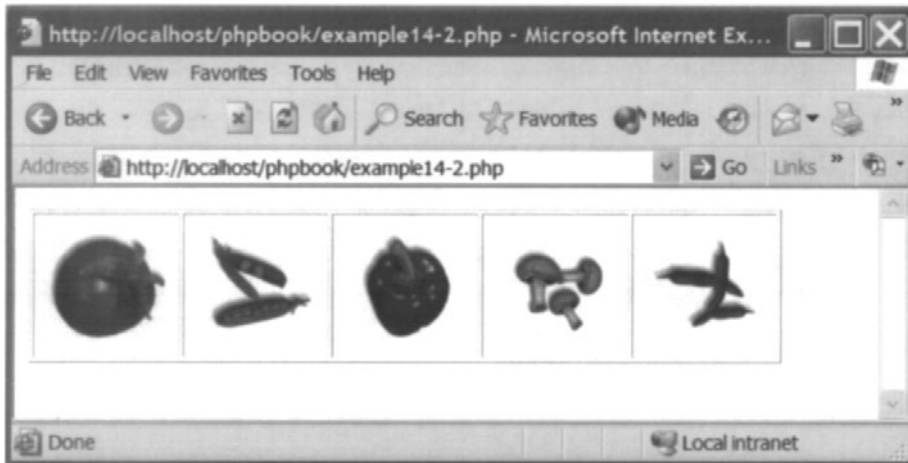 http://localhost/phpbook/example14-2.php - Microsoft Internet Ex...
File Edit View Favorites Tools Help
Back Search Favorites Media »
Address http://localhost/phpbook/example14-2.php Go Links »
Done Local intranet